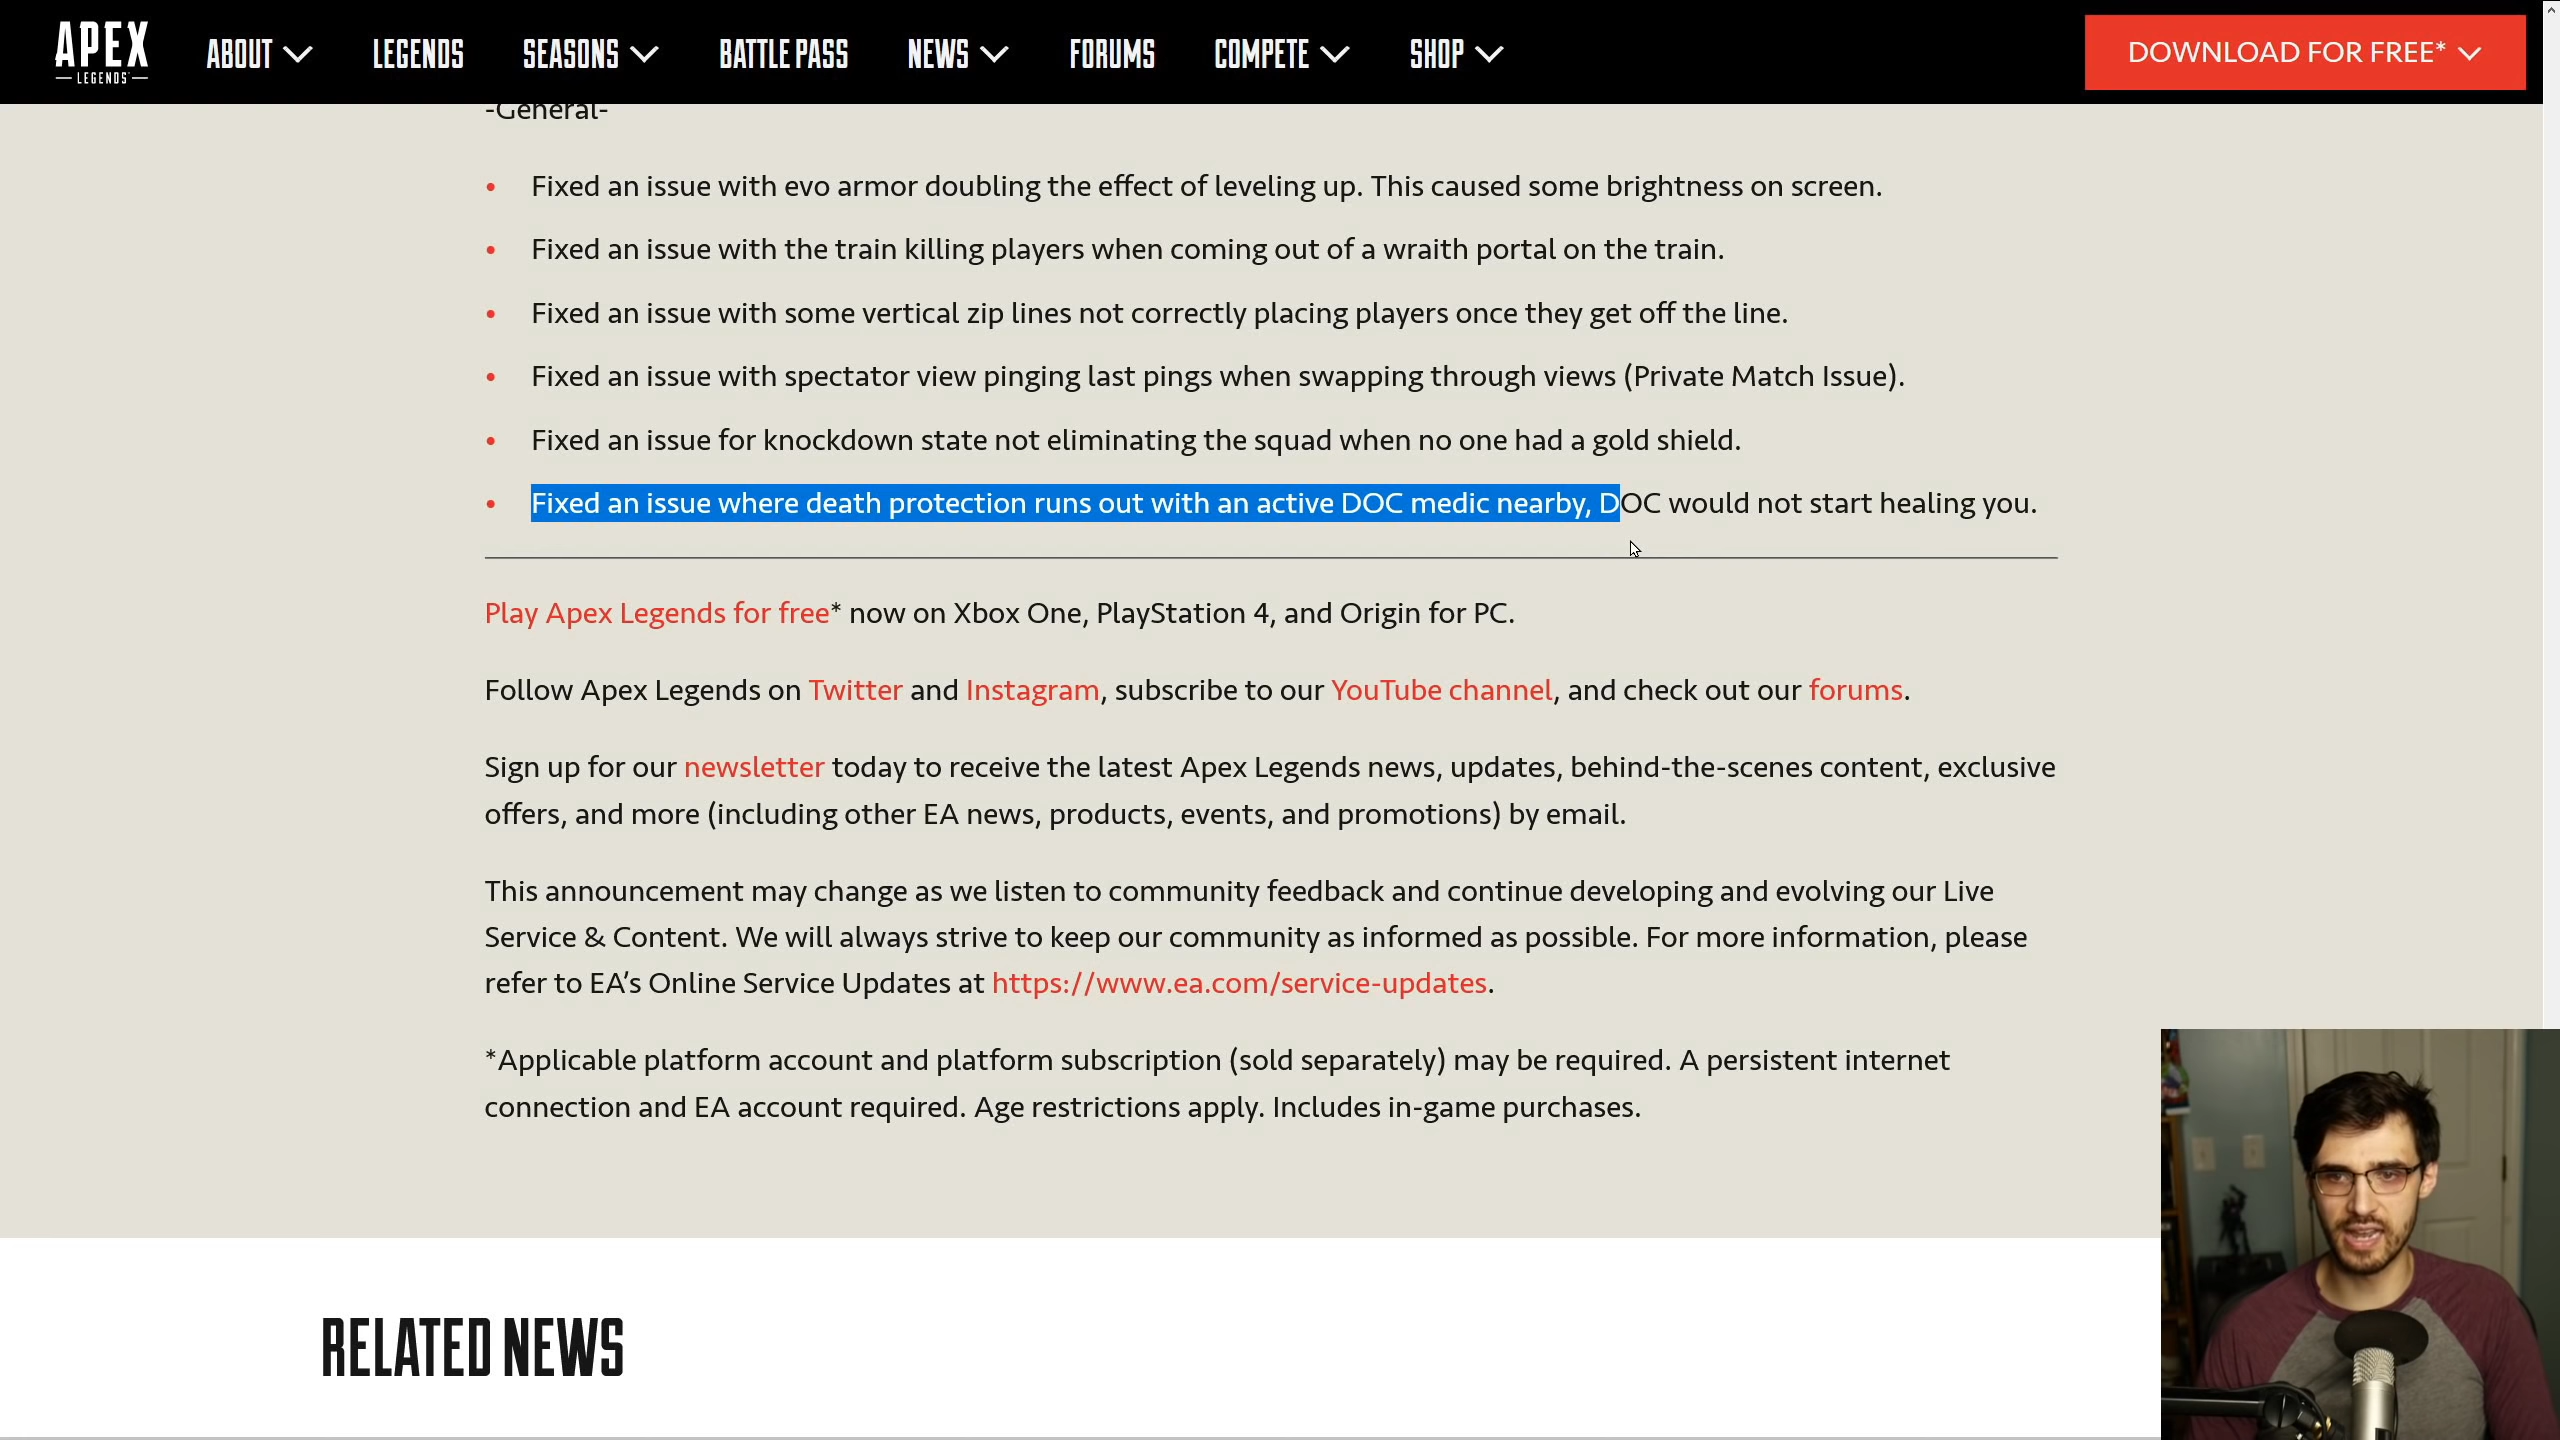 APEX
LEGENDS
ABOUT
LEGENDS
SEASONS
BATTLE PASS
NEWS
FORUMS
COMPETE
SHOP
DOWNLOAD FOR FREE*
-General-
• Fixed an issue with evo armor doubling the effect of leveling up. This caused some brightness on screen.
• Fixed an issue with the train killing players when coming out of a wraith portal on the train.
• Fixed an issue with some vertical zip lines not correctly placing players once they get off the line.
• Fixed an issue with spectator view pinging last pings when swapping through views (Private Match Issue).
• Fixed an issue for knockdown state not eliminating the squad when no one had a gold shield.
• Fixed an issue where death protection runs out with an active DOC medic nearby, DOC would not start healing you.
Play Apex Legends for free* now on Xbox One, PlayStation 4, and Origin for PC.
Follow Apex Legends on Twitter and Instagram, subscribe to our YouTube channel, and check out our forums.
Sign up for our newsletter today to receive the latest Apex Legends news, updates, behind-the-scenes content, exclusive
offers, and more (including other EA news, products, events, and promotions) by email.
This announcement may change as we listen to community feedback and continue developing and evolving our Live
Service & Content. We will always strive to keep our community as informed as possible. For more information, please
refer to EA’s Online Service Updates at https://www.ea.com/service-updates.
*Applicable platform account and platform subscription (sold separately) may be required. A persistent internet
connection and EA account required. Age restrictions apply. Includes in-game purchases.
RELATED NEWS